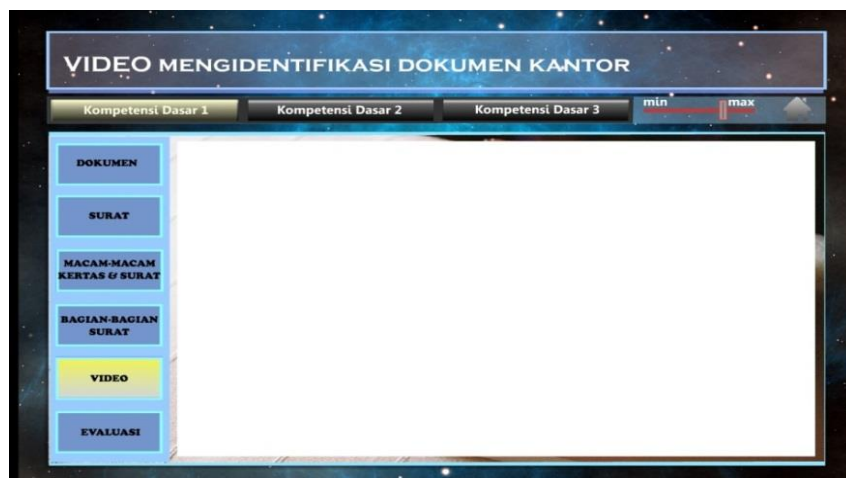 VIDEO MENGIDENTIFIKASI DOKUMEN KANTOR
Kompetensi Dasar 1
Kompetensi Dasar 2
Kompetensi Dasar 3
min
max
DOKUMEN
SURAT
MACAM-MACAM
KERTAS & SURAT
BAGIAN-BAGIAN
SURAT
VIDEO
EVALUASI